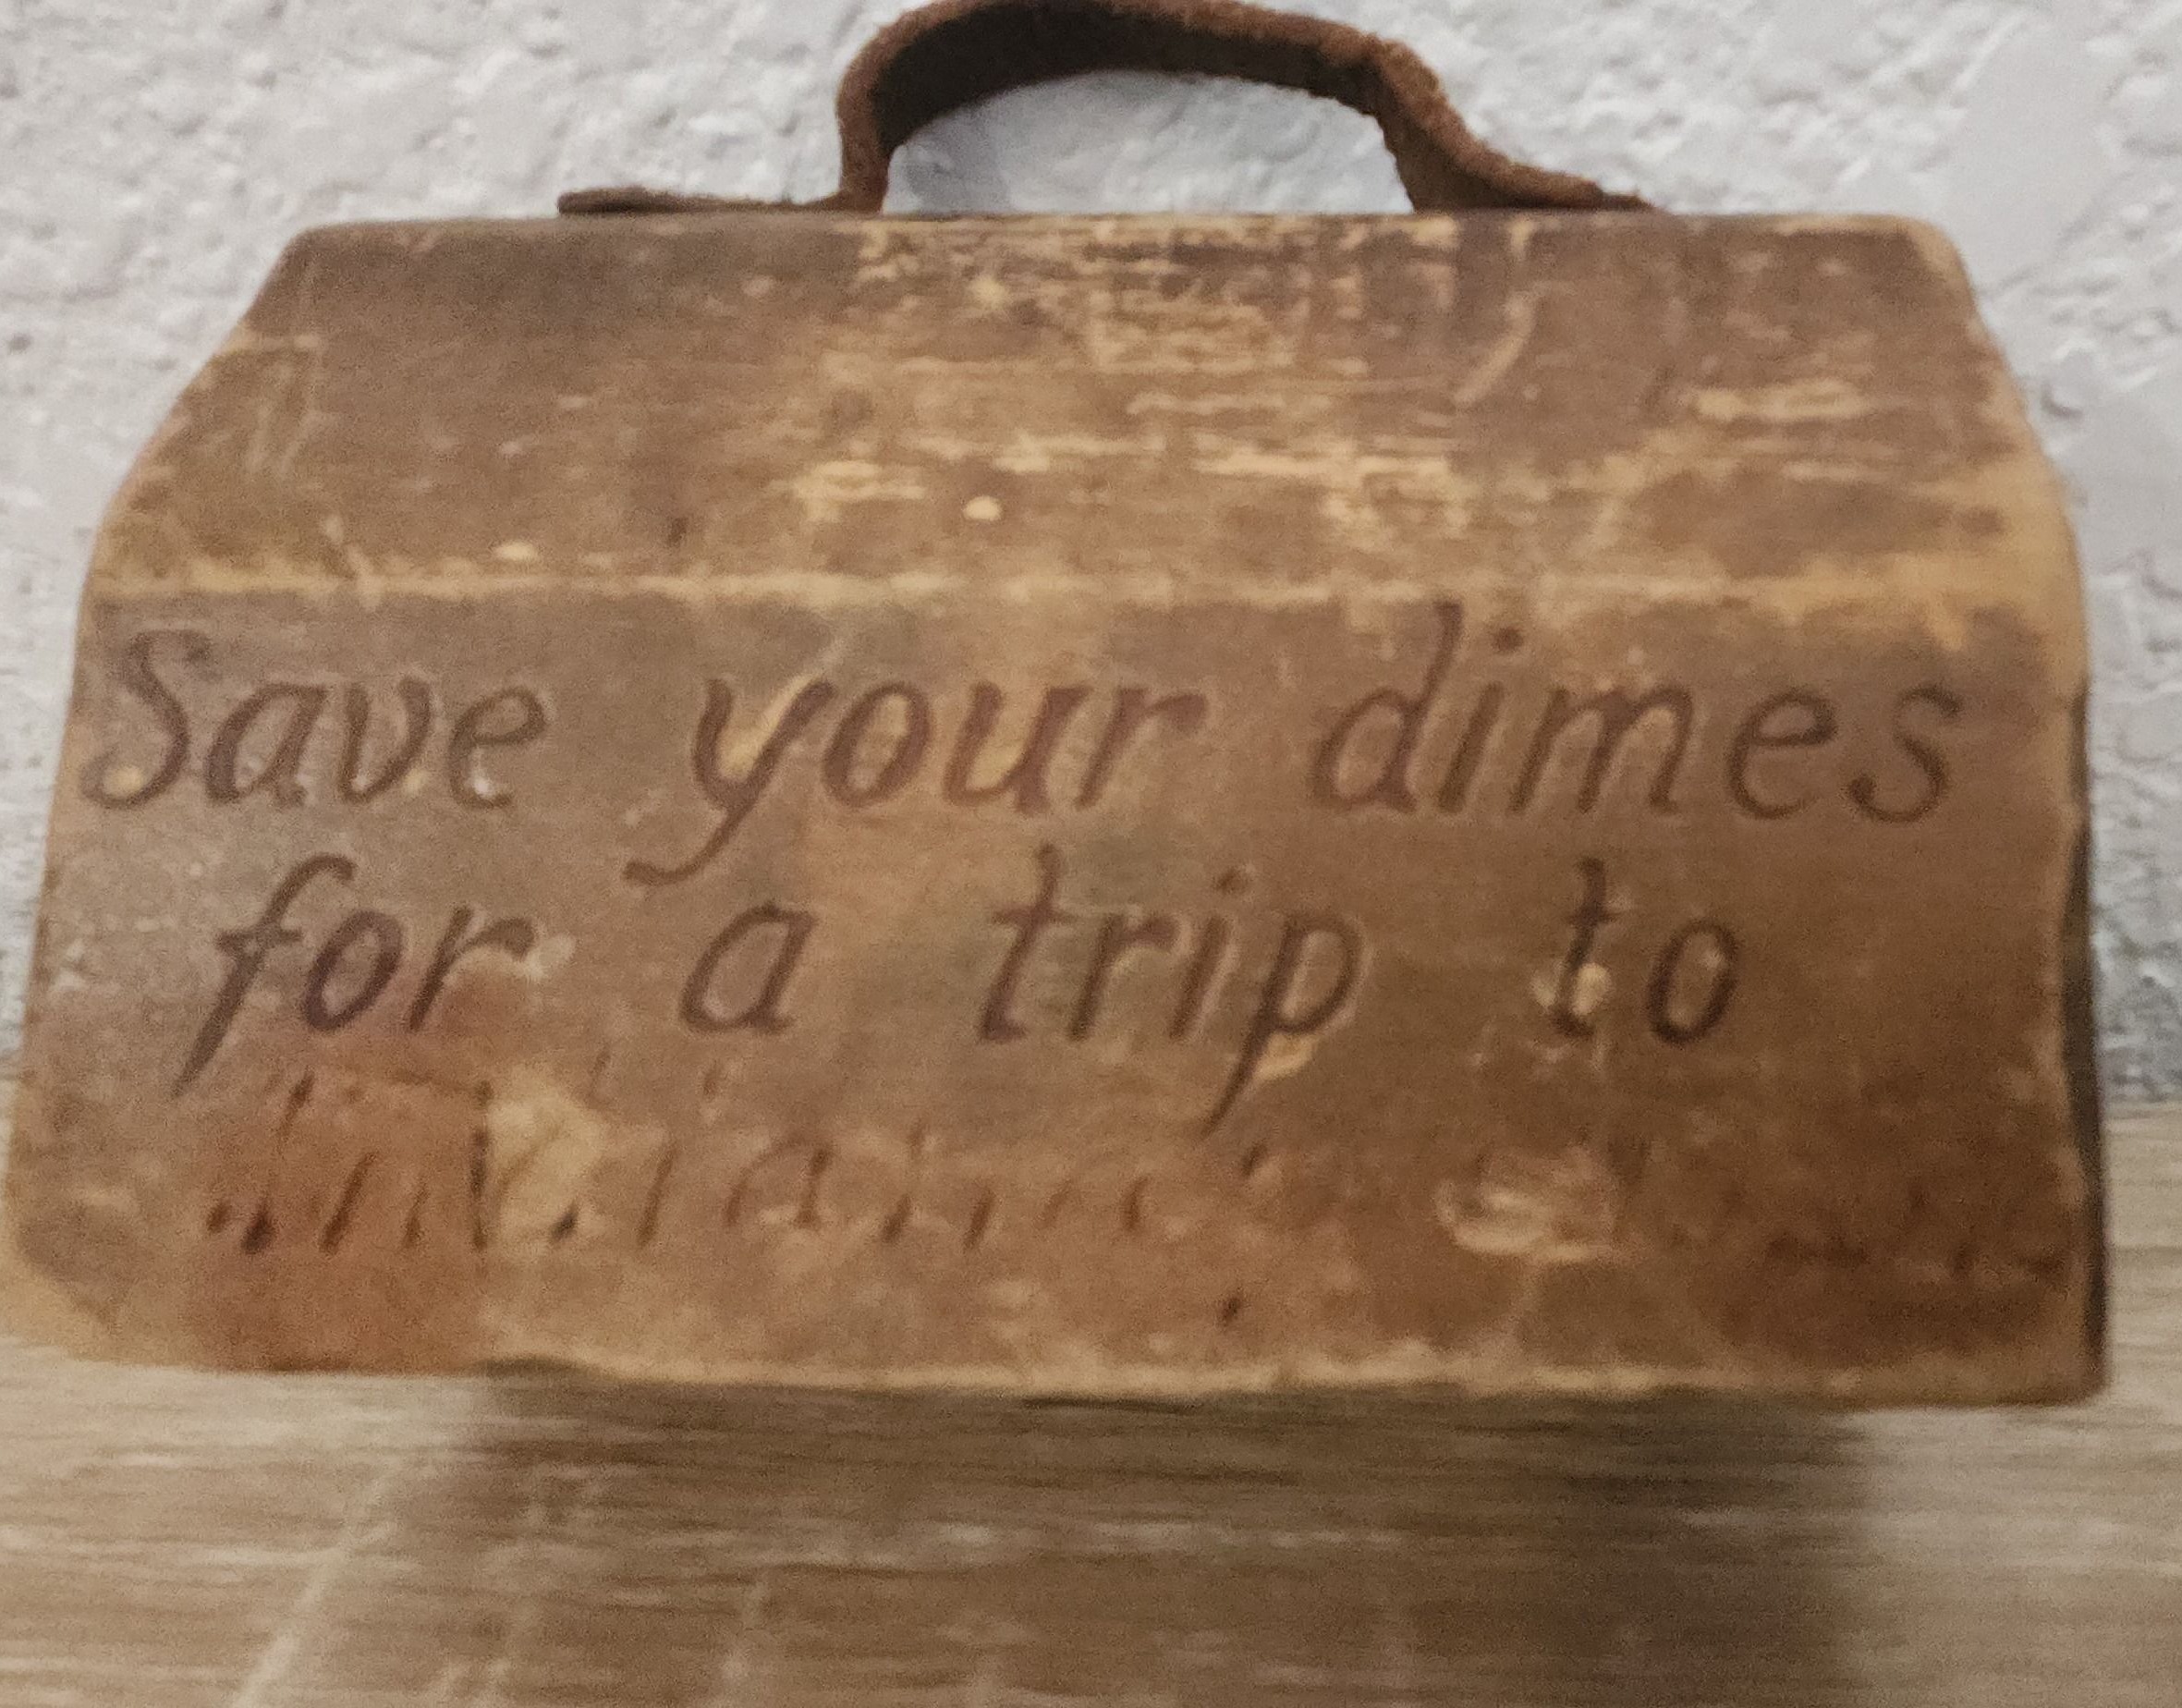 Save your dimes
for a trip to